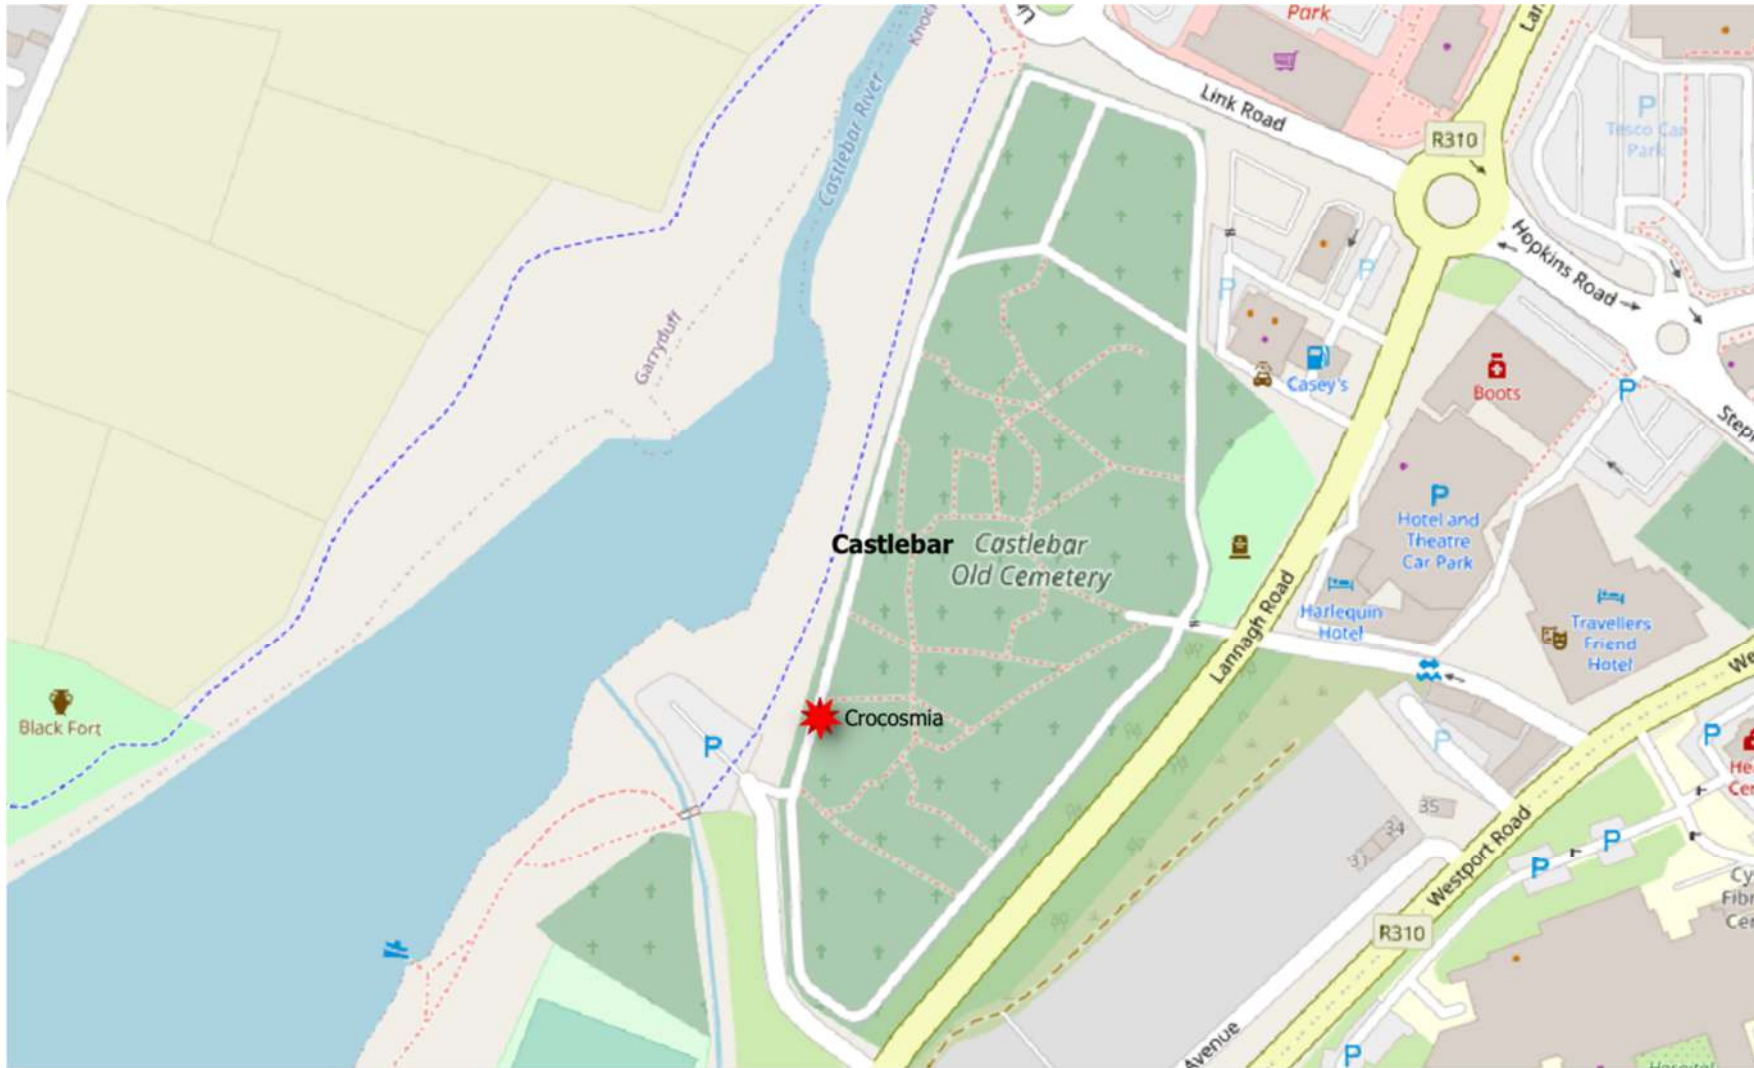 Park
Knock
Castlebar River
Link Road
R310
P
Tesco Car
Park
Hopkins Road
P
P
Garryduff
Casey's
Boots
P
P
Hotel and
Theatre
Car Park
Castlebar
Castlebar
Old Cemetery
Harlequin
Hotel
Travellers
Friend
Hotel
Lannagh Road
Black Fort
Crocosmia
P
P
P
35
34
Westport Road
P
P
R310
Avenue
P